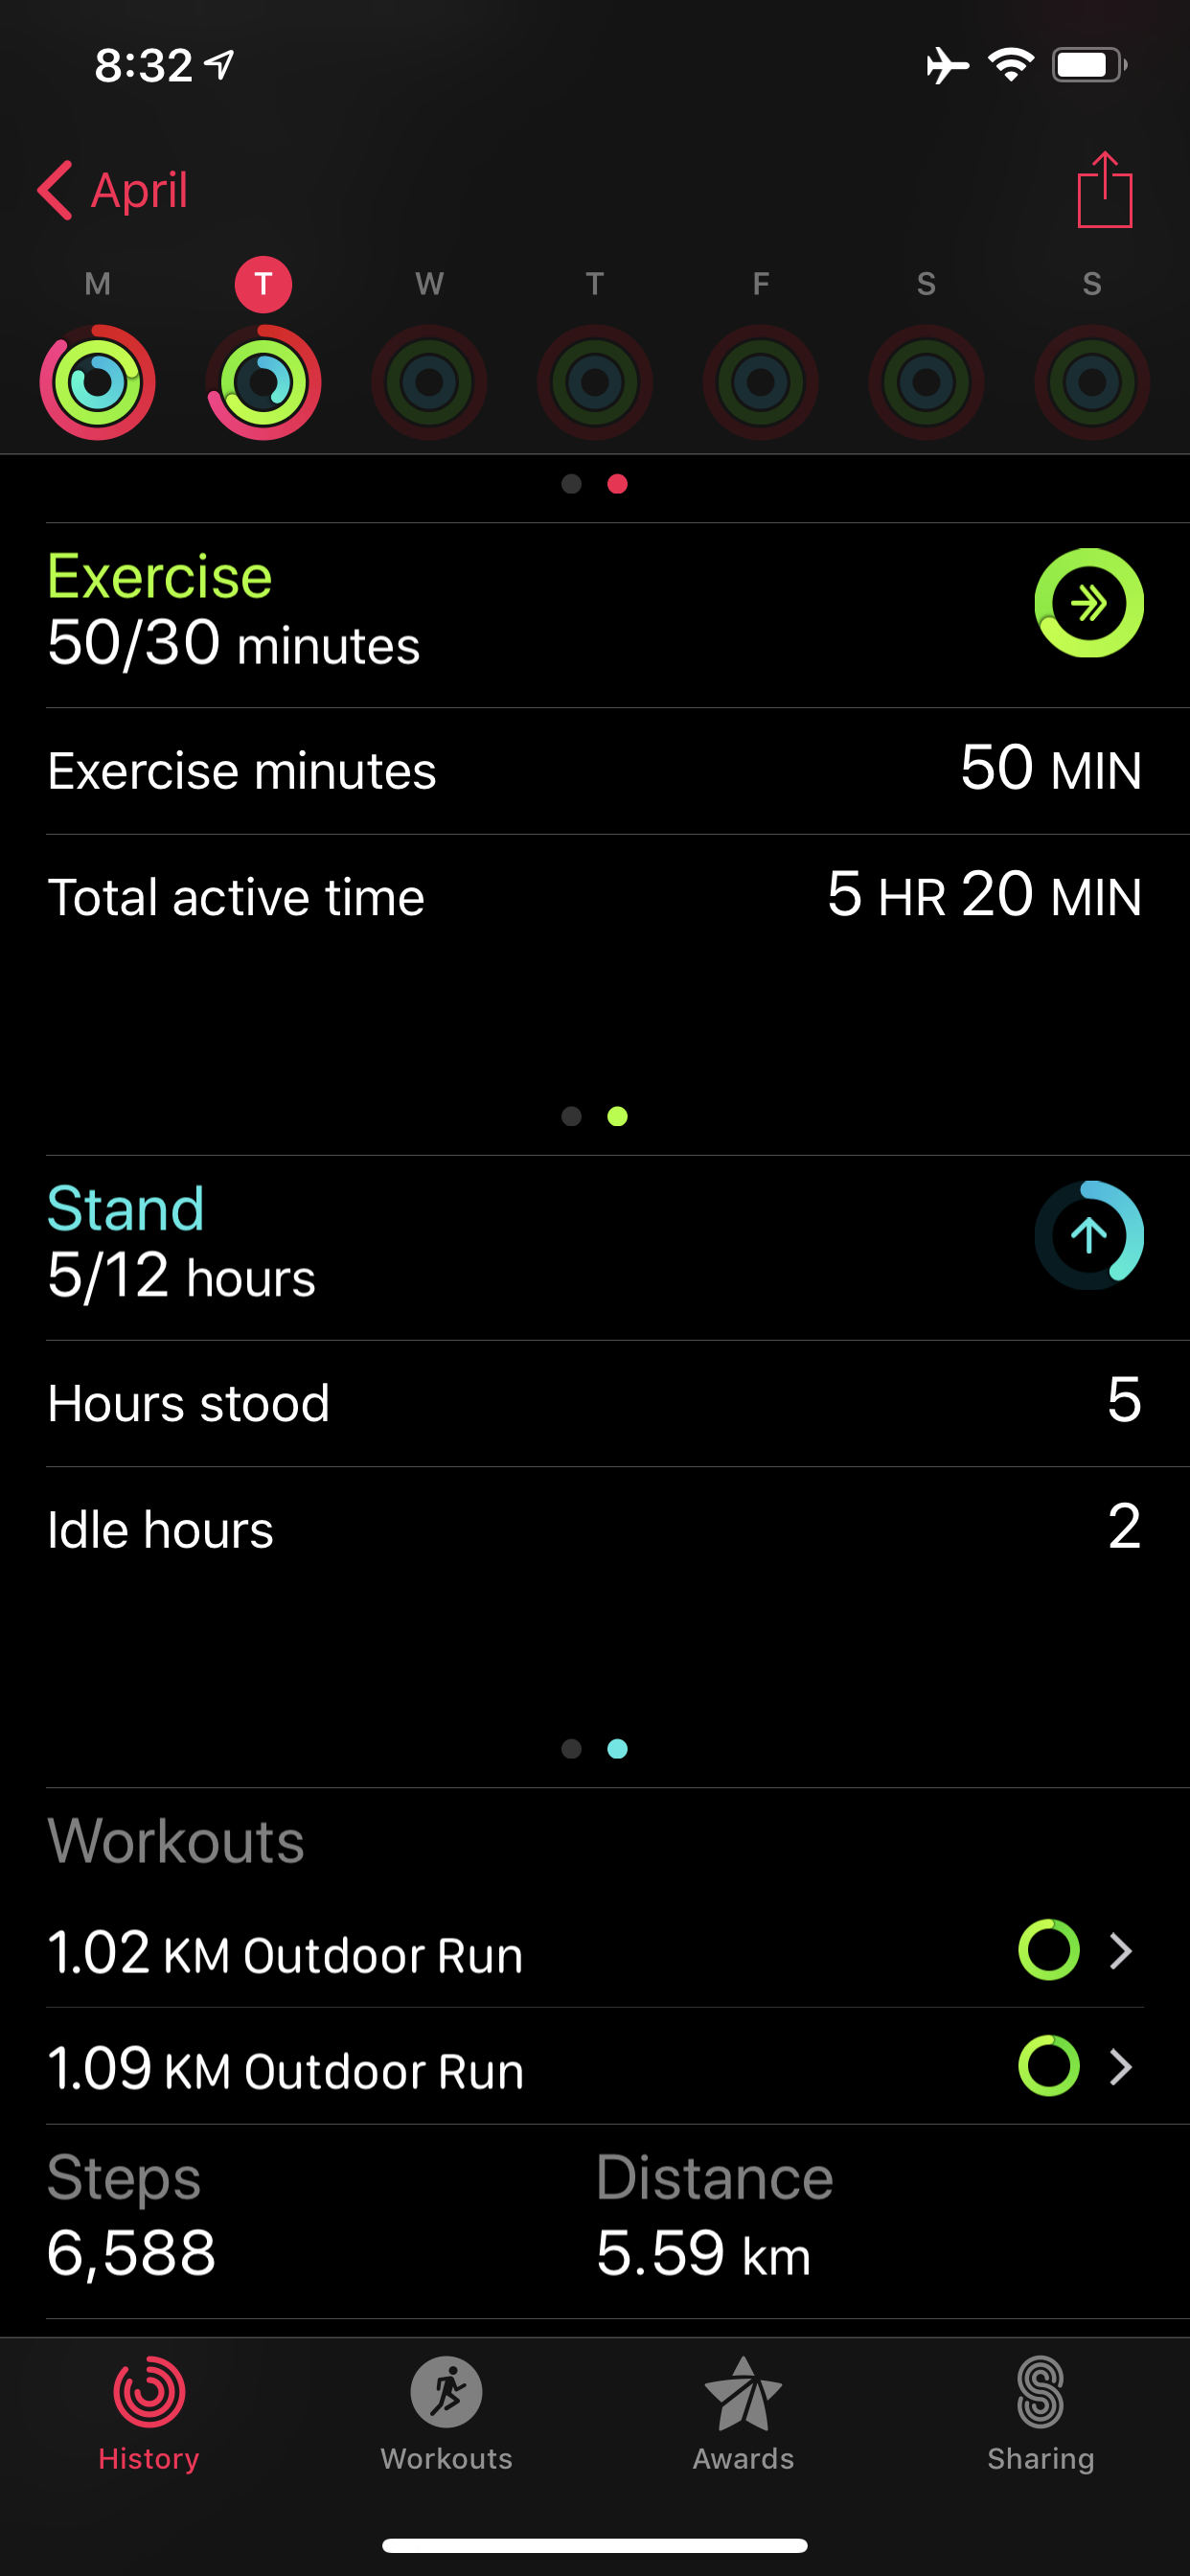 8:32
April
M T W T F S S
Exercise
50/30 minutes
Exercise minutes 50 MIN
Total active time 5 HR 20 MIN
Stand
5/12 hours
Hours stood 5
Idle hours 2
Workouts
1.02 KM Outdoor Run
1.09 KM Outdoor Run
Steps Distance
6,588 5.59 km
History Workouts Awards Sharing